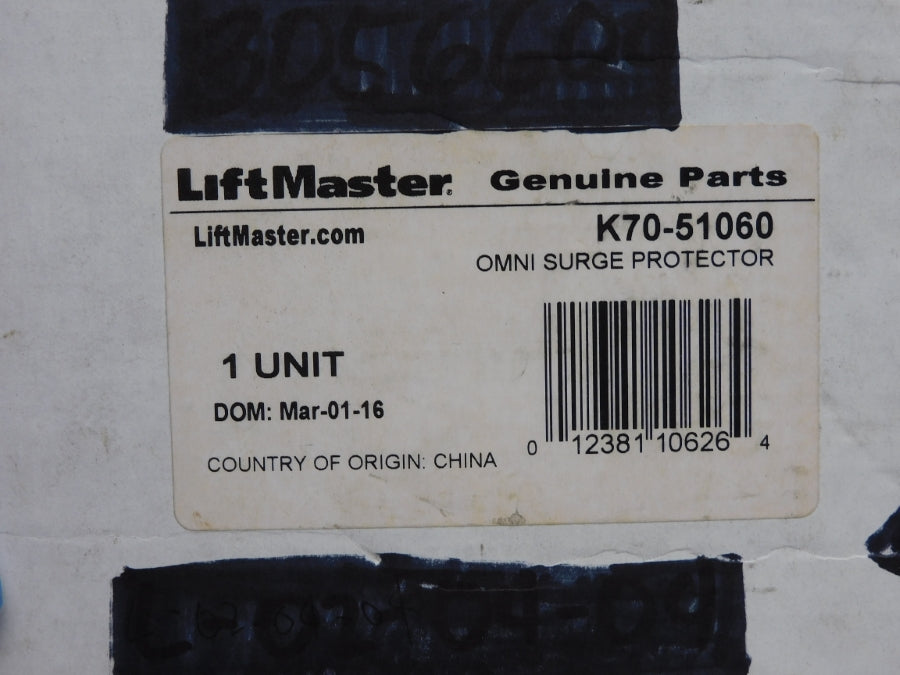 LiftMaster. Genuine Parts
LiftMaster.com
K70-51060
OMNI SURGE PROTECTOR
1 UNIT
DOM: Mar-01-16
COUNTRY OF ORIGIN: CHINA
0 12381 10626 4